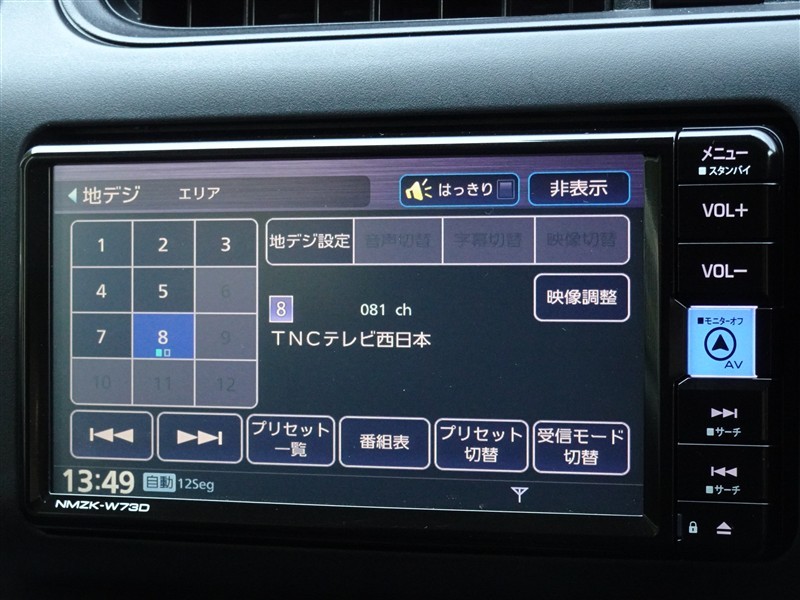 地デジ エリア はっきり 非表示
1 2 3
4 5 6
7 8 9
10 11 12
地デジ設定 音声切替 字幕切替 映像切替
映像調整
8 081 ch
TNCテレビ西日本
プリセット
一覧
番組表
プリセット
切替
受信モード
切替
13:49 自動 12Seg
NMZK-W73D
メニュー
■スタンバイ
VOL+
VOL−
■モニターオフ
AV
■サーチ
■サーチ